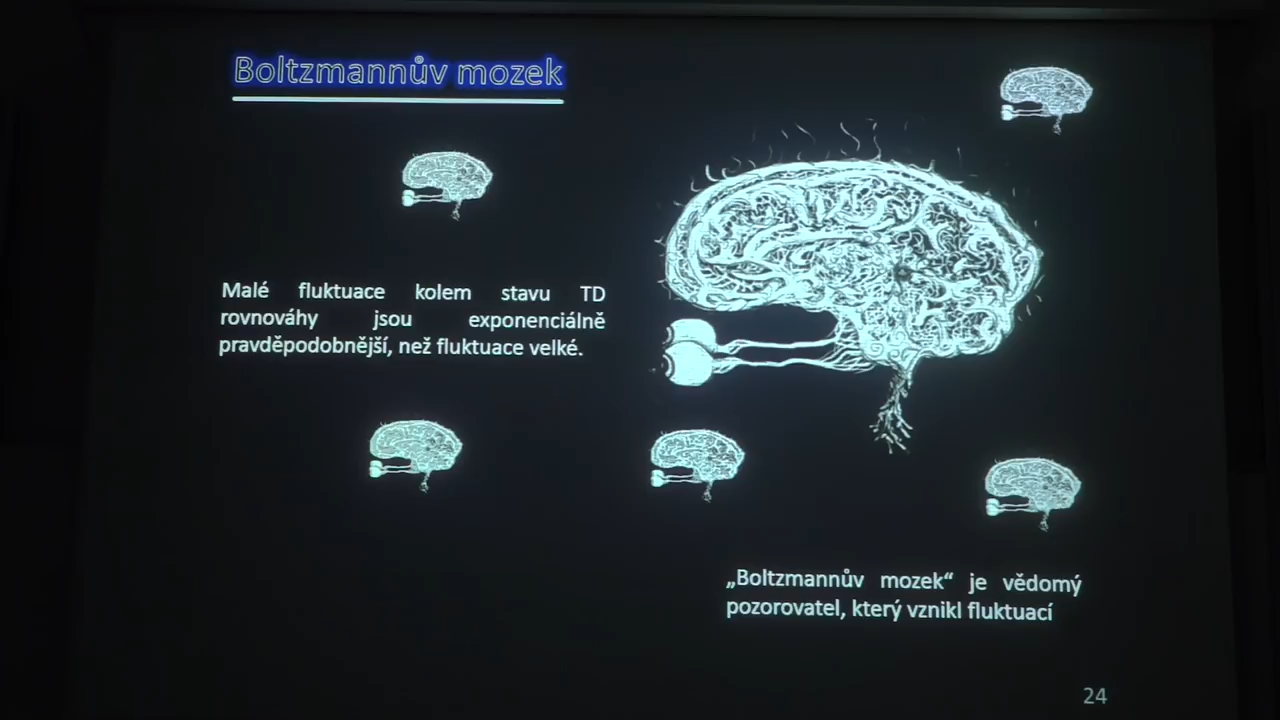 Boltzmannův mozek
Malé fluktuace kolem stavu TD
rovnováhy jsou exponenciálně
pravděpodobnější, než fluktuace velké.
„Boltzmannův mozek“ je vědomý
pozorovatel, který vznikl fluktuací
24